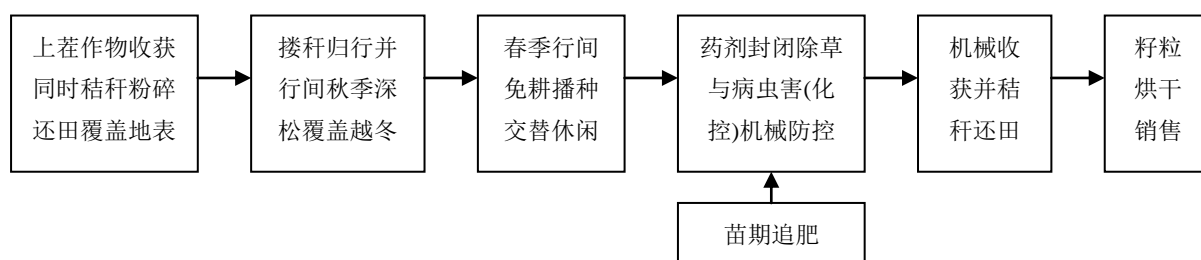 上茬作物收获
同时秸秆粉碎
还田覆盖地表
搂秆归行并
行间秋季深
松覆盖越冬
春季行间
免耕播种
交替休闲
药剂封闭除草
与病虫害(化
控)机械防控
机械收
获并秸
秆还田
籽粒
烘干
销售
苗期追肥